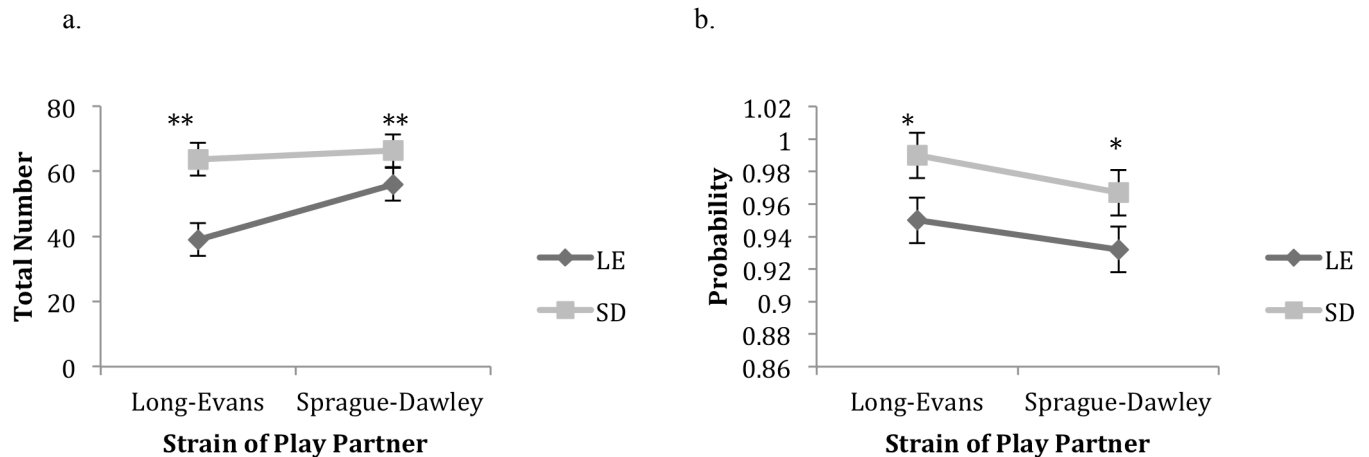 a.
Total Number
80
60
40
20
0
**
**
Long-Evans
Sprague-Dawley
Strain of Play Partner
LE
SD
b.
Probability
1.02
1
0.98
0.96
0.94
0.92
0.9
0.88
0.86
*
*
Long-Evans
Sprague-Dawley
Strain of Play Partner
LE
SD